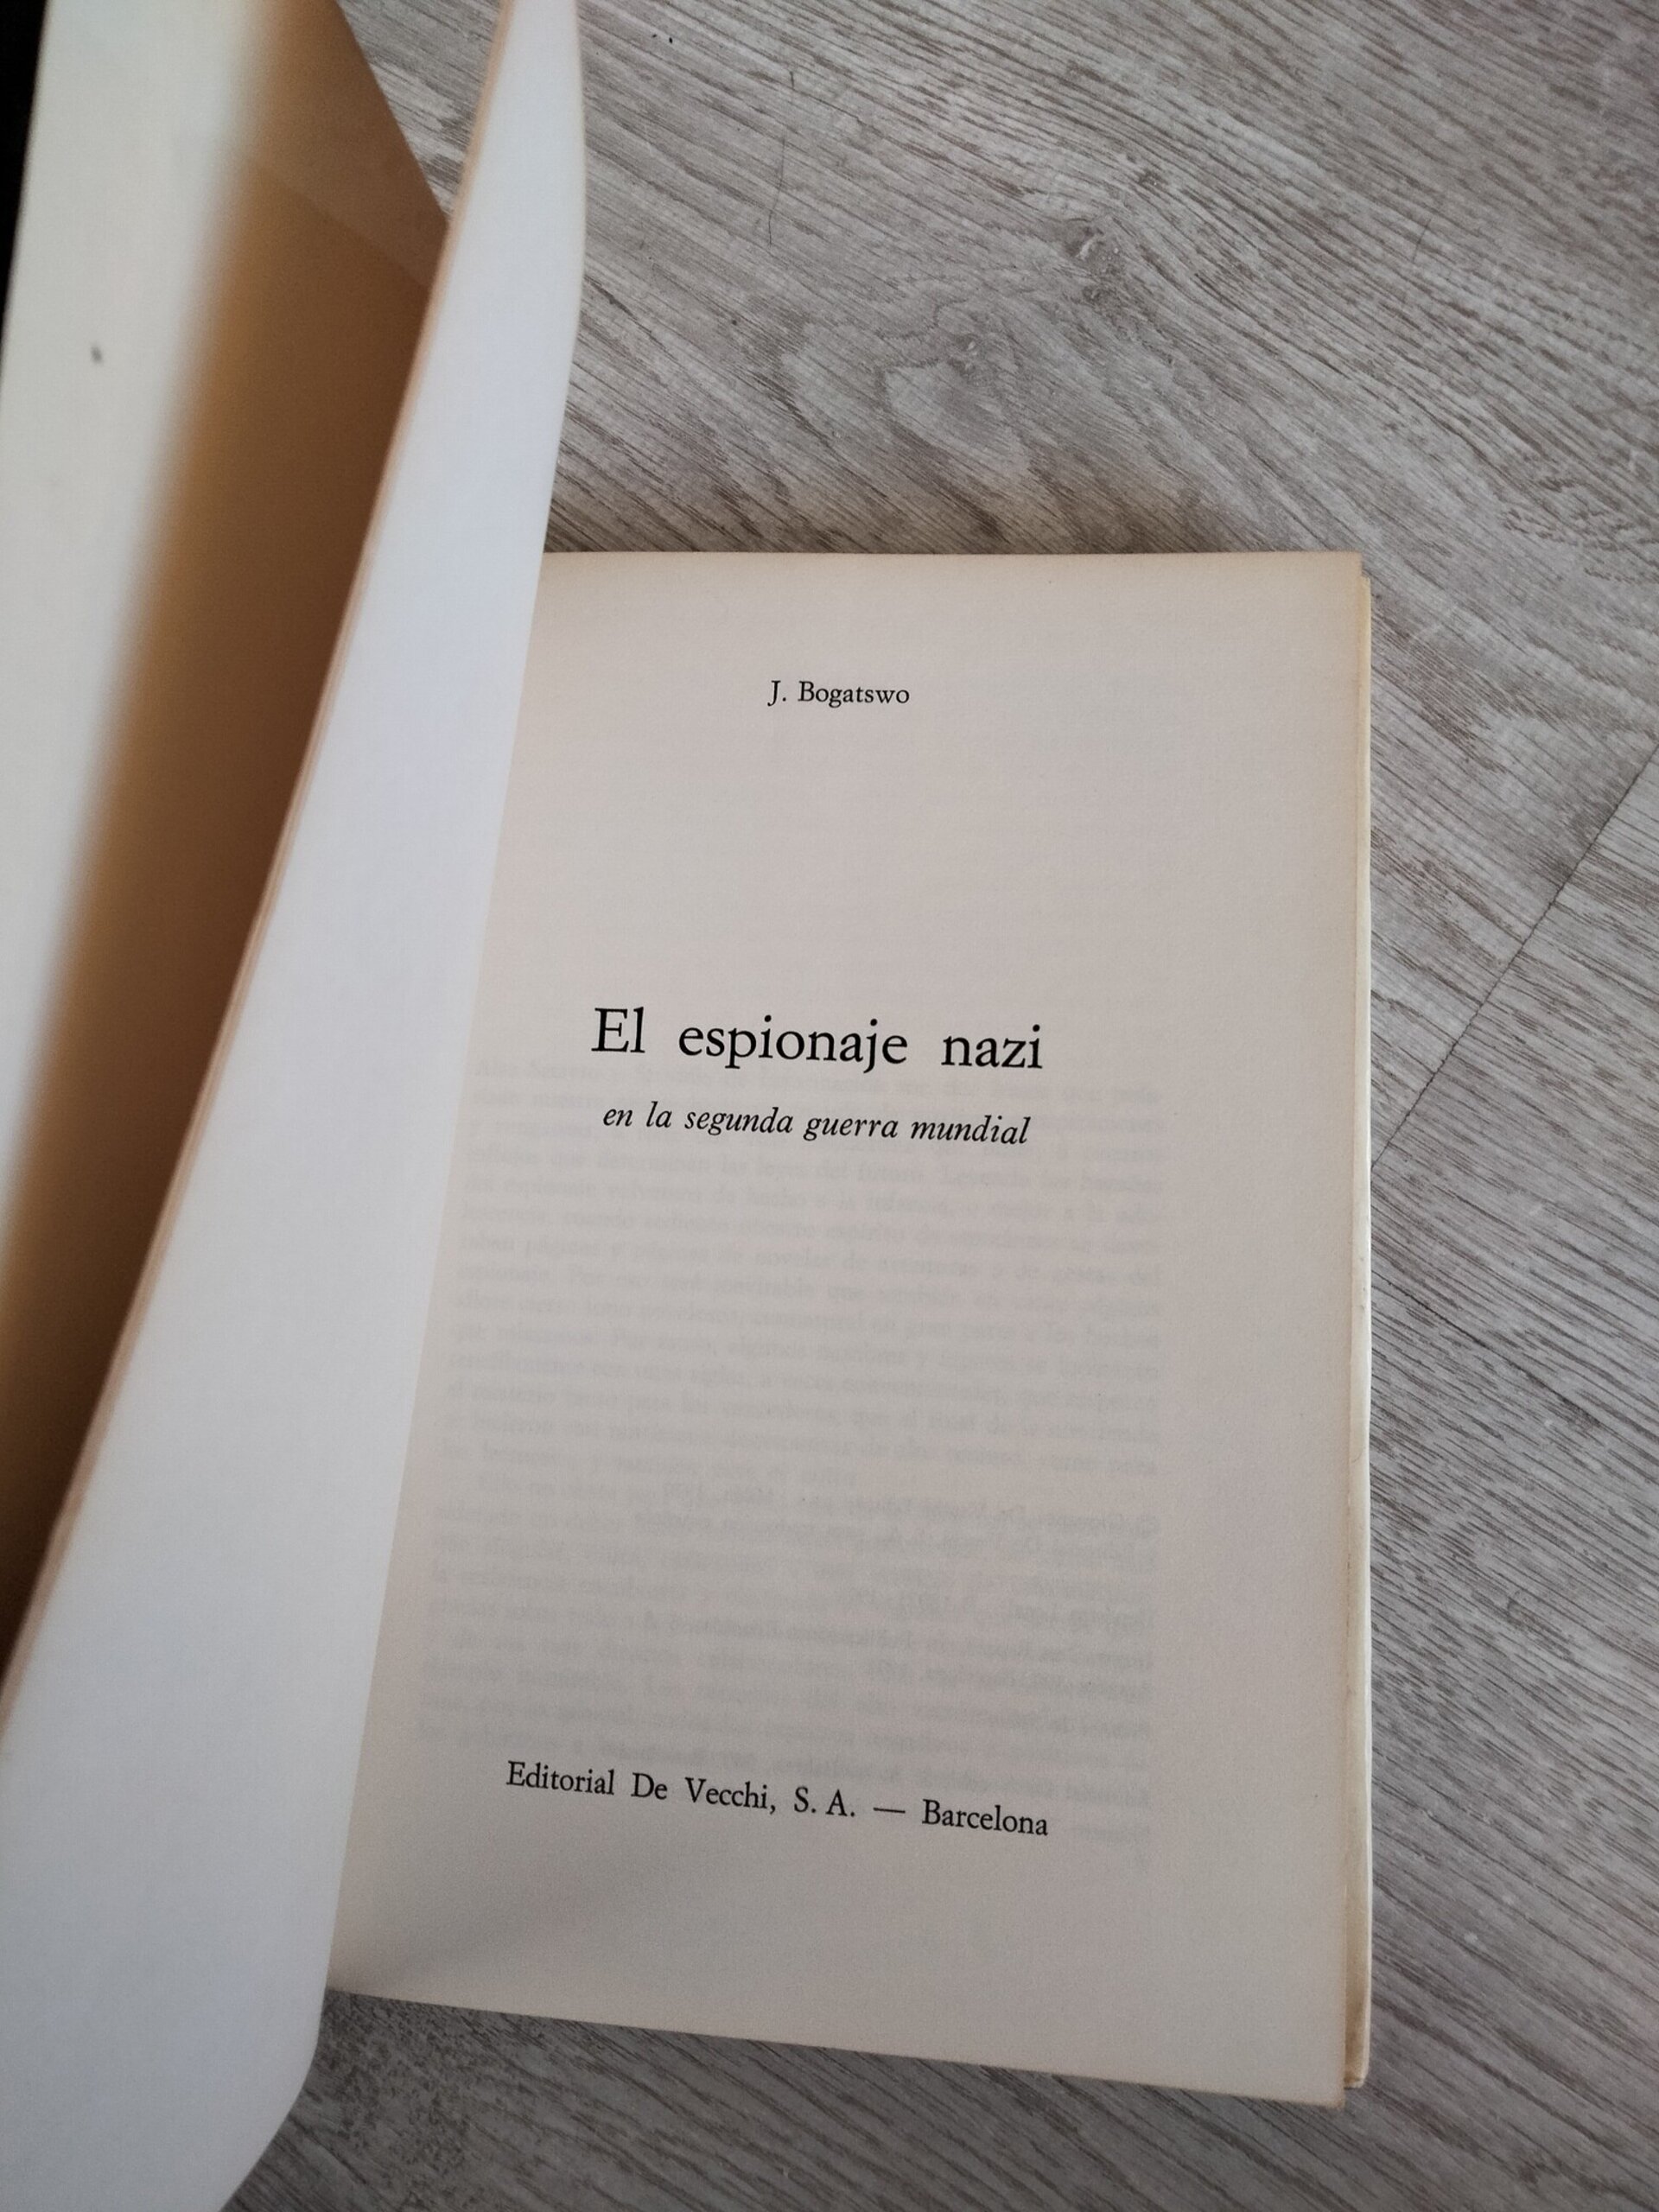 J. Bogatswo
El espionaje nazi
en la segunda guerra mundial
Editorial De Vecchi, S. A. — Barcelona